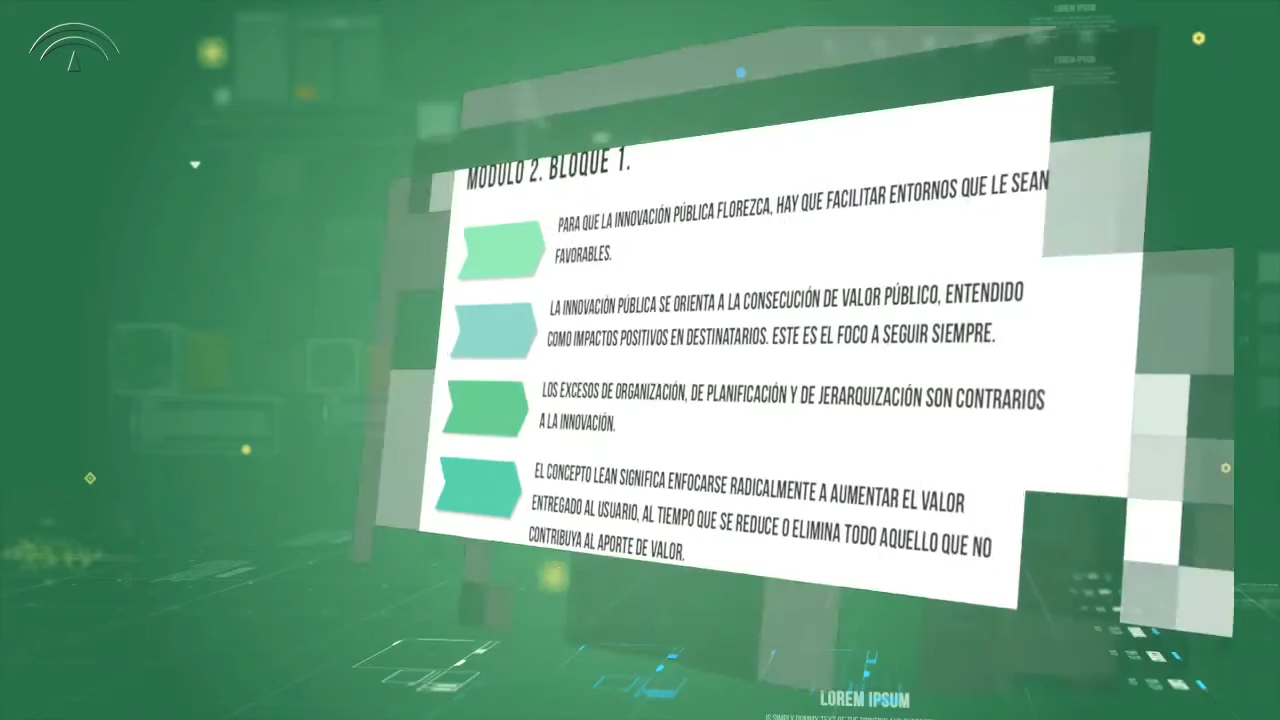 LOREM IPSUM
LOREM IPSUM
MÓDULO 2. BLOQUE 1.
PARA QUE LA INNOVACIÓN PÚBLICA FLOREZCA, HAY QUE FACILITAR ENTORNOS QUE LE SEAN
FAVORABLES.
LA INNOVACIÓN PÚBLICA SE ORIENTA A LA CONSECUCIÓN DE VALOR PÚBLICO, ENTENDIDO
COMO IMPACTOS POSITIVOS EN DESTINATARIOS. ESTE ES EL FOCO A SEGUIR SIEMPRE.
LOS EXCESOS DE ORGANIZACIÓN, DE PLANIFICACIÓN Y DE JERARQUIZACIÓN SON CONTRARIOS
A LA INNOVACIÓN.
EL CONCEPTO LEAN SIGNIFICA ENFOCARSE RADICALMENTE A AUMENTAR EL VALOR
ENTREGADO AL USUARIO, AL TIEMPO QUE SE REDUCE O ELIMINA TODO AQUELLO QUE NO
CONTRIBUYA AL APORTE DE VALOR.
LOREM IPSUM